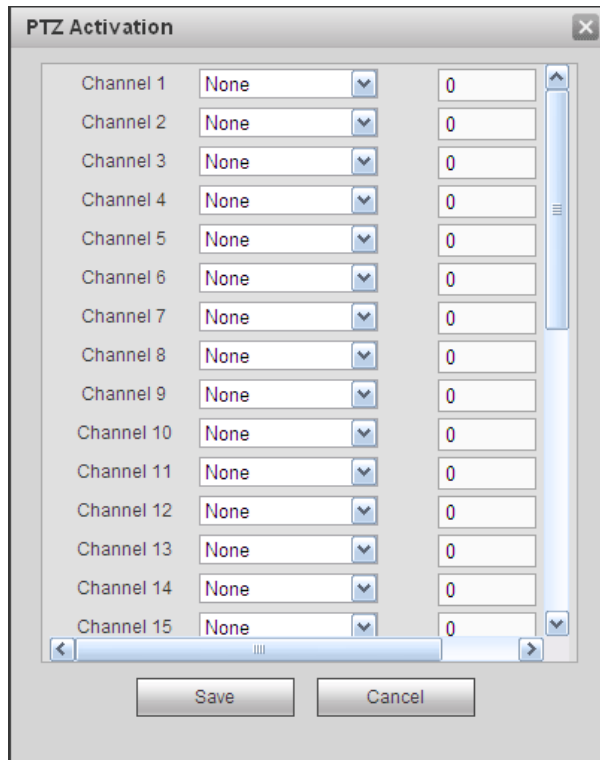 PTZ Activation
Channel 1 None 0
Channel 2 None 0
Channel 3 None 0
Channel 4 None 0
Channel 5 None 0
Channel 6 None 0
Channel 7 None 0
Channel 8 None 0
Channel 9 None 0
Channel 10 None 0
Channel 11 None 0
Channel 12 None 0
Channel 13 None 0
Channel 14 None 0
Channel 15 None 0
Save Cancel